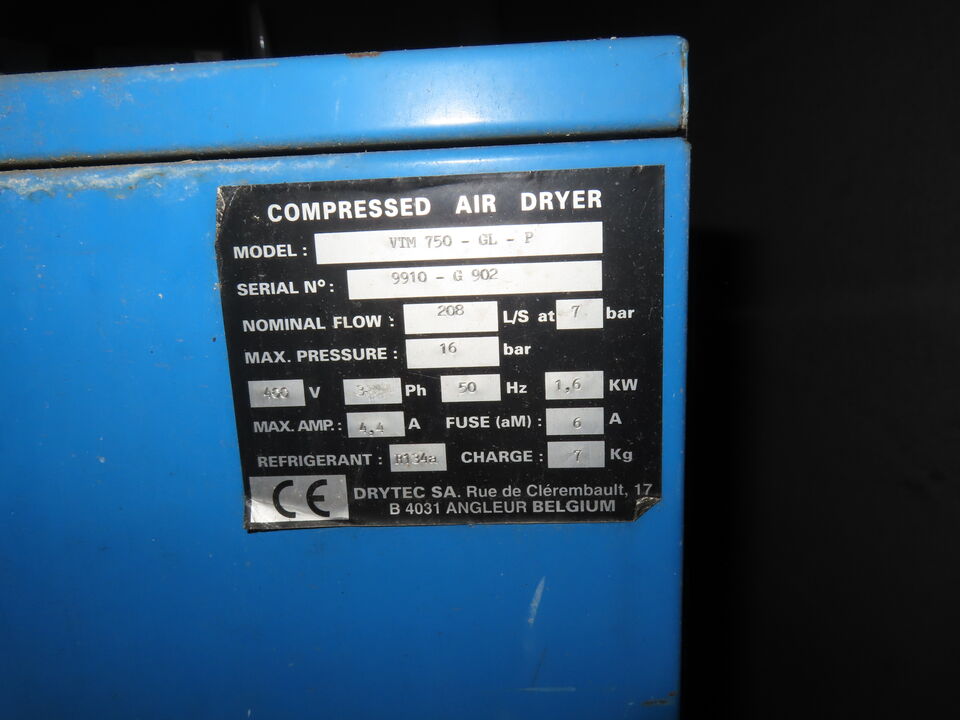 COMPRESSED AIR DRYER
MODEL : VTM 750 - GL - P
SERIAL Nº : 9910 - G 902
NOMINAL FLOW : 208 L/S at 7 bar
MAX. PRESSURE : 16 bar
400 V 3 Ph 50 Hz 1,6 KW
MAX. AMP. : 4,4 A FUSE (aM) : 6 A
REFRIGERANT : R134a CHARGE : 7 Kg
CE DRYTEC SA. Rue de Clérembault, 17
B 4031 ANGLEUR BELGIUM